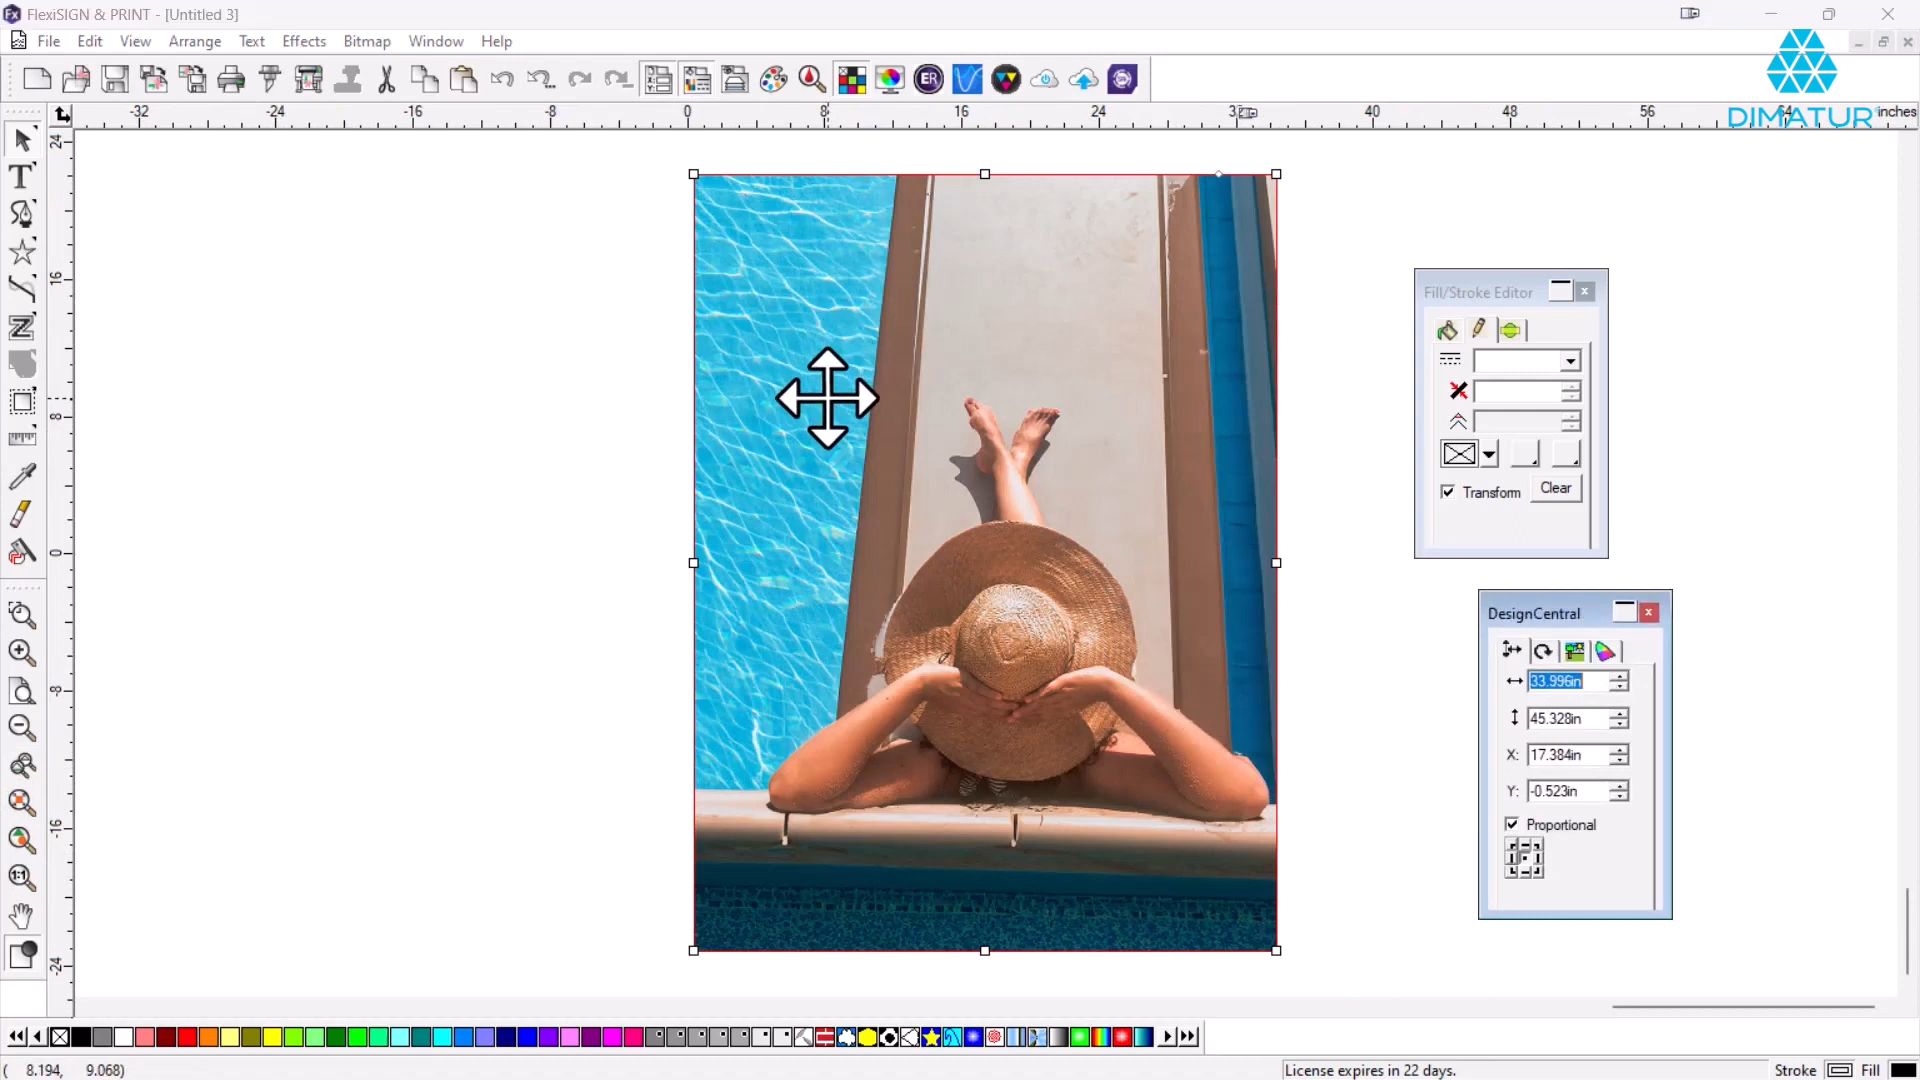 FlexiSIGN & PRINT - [Untitled 3]
File Edit View Arrange Text Effects Bitmap Window Help
DIMATUR
-32 -24 -16 -8 0 8 16 24 32 40 48 56 64 inches
24
16
8
0
-8
-16
-24
Fill/Stroke Editor
Transform Clear
DesignCentral
33.996in
45.328in
X: 17.384in
Y: -0.523in
Proportional
( 8.194, 9.068)
License expires in 22 days.
Stroke Fill